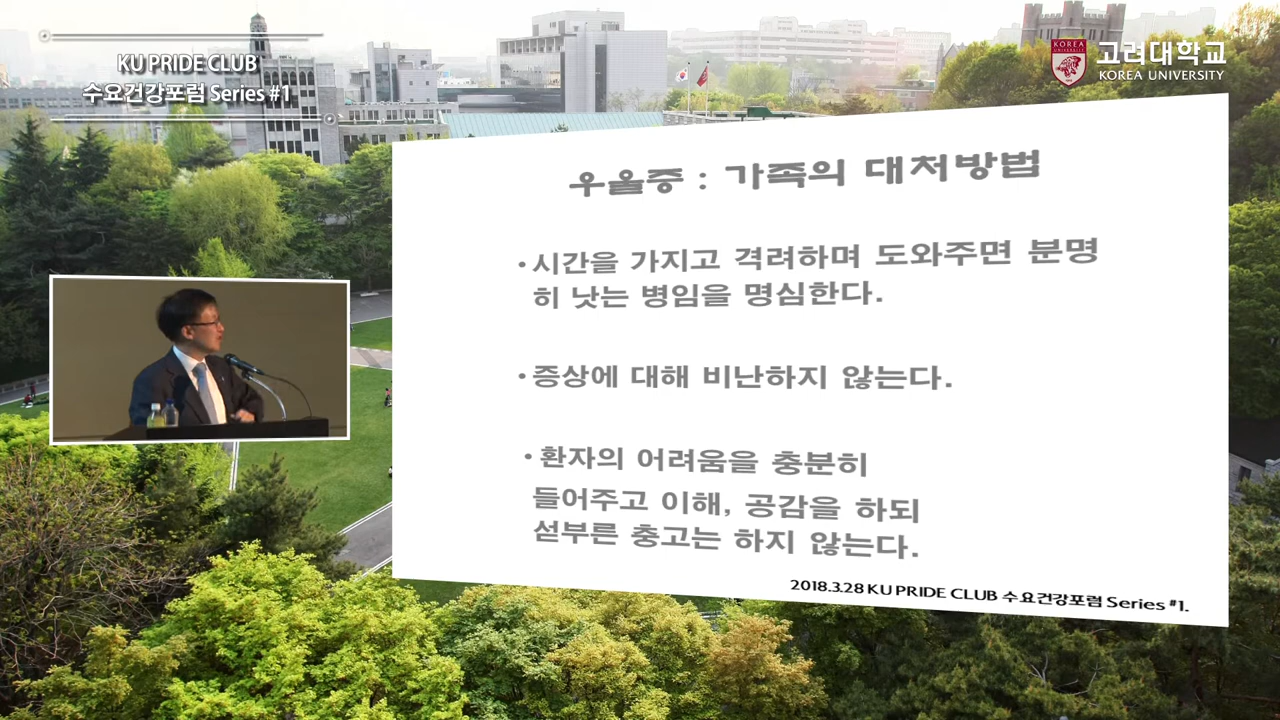 KU PRIDE CLUB
수요건강포럼 Series #1
KOREA
UNIVERSITY
고려대학교
KOREA UNIVERSITY
우울증 : 가족의 대처방법
• 시간을 가지고 격려하며 도와주면 분명
히 낫는 병임을 명심한다.
• 증상에 대해 비난하지 않는다.
• 환자의 어려움을 충분히
들어주고 이해, 공감을 하되
섣부른 충고는 하지 않는다.
2018.3.28 KU PRIDE CLUB 수요건강포럼 Series #1.